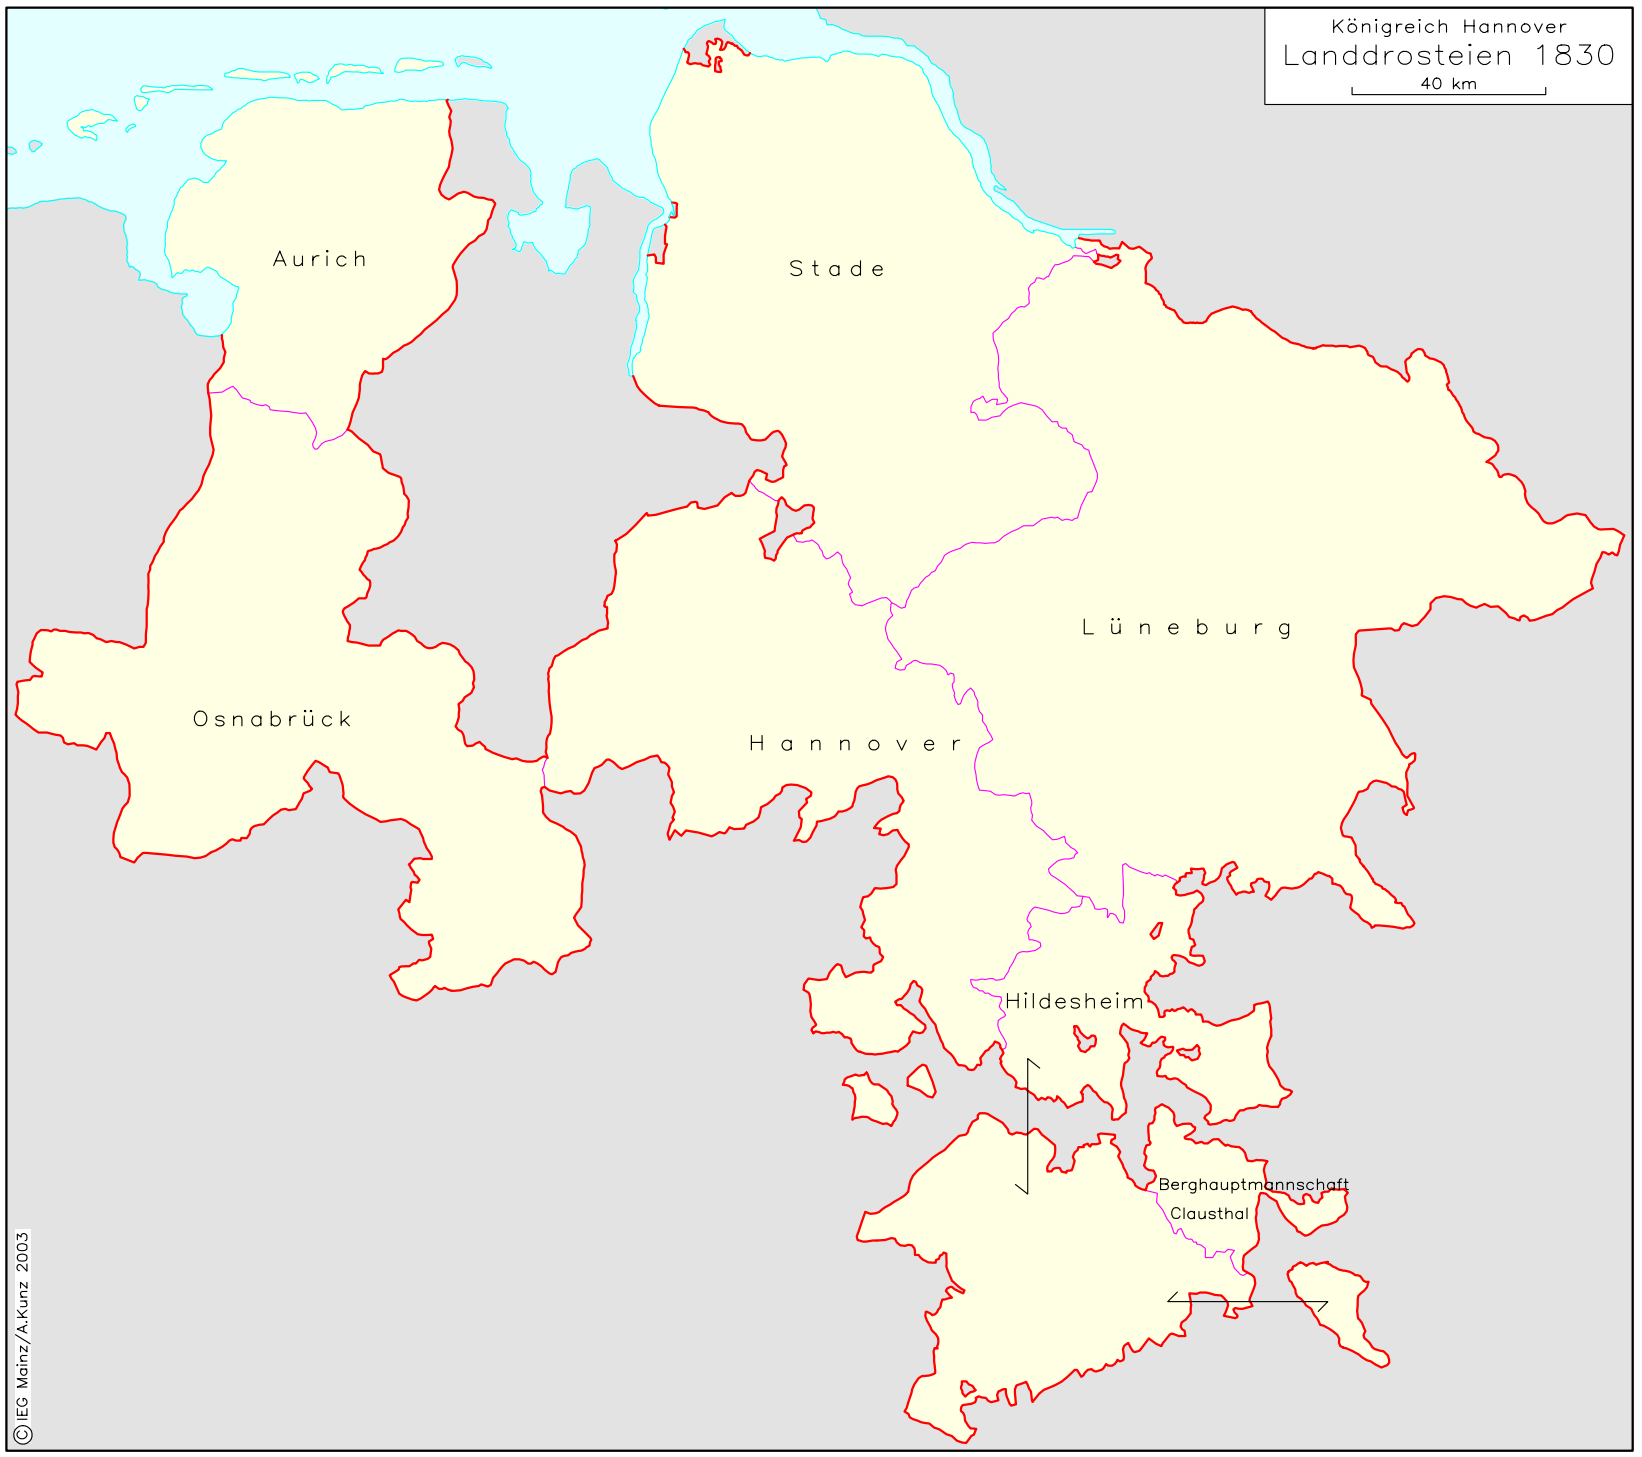 Königreich Hannover
Landdrosteien 1830
40 km
Aurich
Stade
Lüneburg
Osnabrück
Hannover
Hildesheim
Berghauptmannschaft
Clausthal
©IEG Mainz/A.Kunz 2003